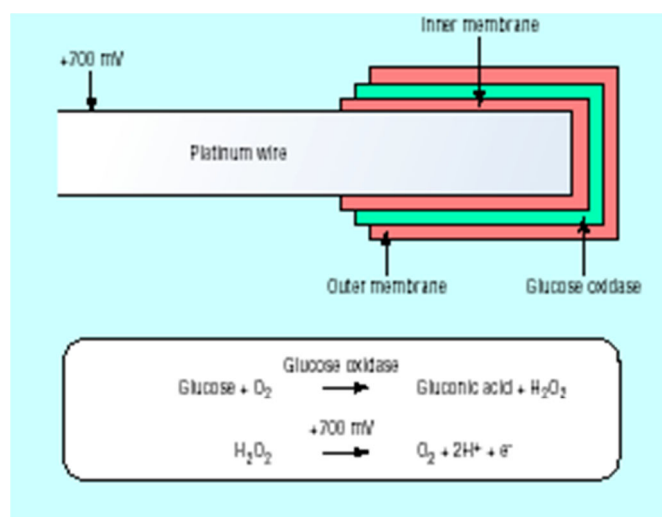 Inner membrane
+700 mV
Platinum wire
Outer membrane
Glucose oxidase
Glucose oxidase
Glucose + O₂ → Gluconic acid + H₂O₂
+700 mV
H₂O₂ → O₂ + 2H⁺ + e⁻